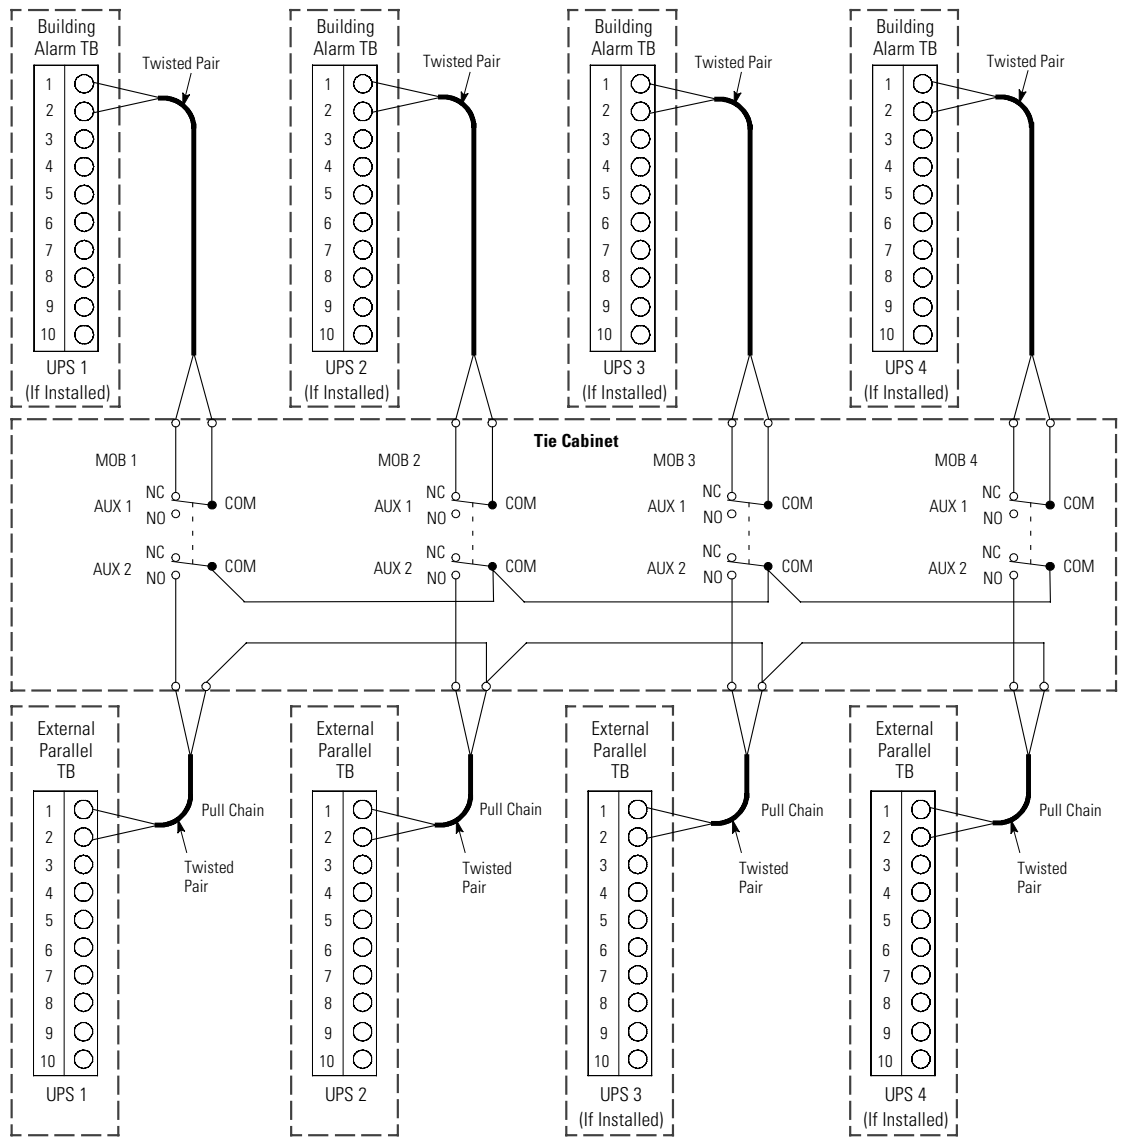 Building
Alarm TB
Twisted Pair
1
2
3
4
5
6
7
8
9
10
UPS 1
(If Installed)
Building
Alarm TB
Twisted Pair
1
2
3
4
5
6
7
8
9
10
UPS 2
(If Installed)
Building
Alarm TB
Twisted Pair
1
2
3
4
5
6
7
8
9
10
UPS 3
(If Installed)
Building
Alarm TB
Twisted Pair
1
2
3
4
5
6
7
8
9
10
UPS 4
(If Installed)
Tie Cabinet
MOB 1
NC
AUX 1
COM
NO
NC
AUX 2
COM
NO
MOB 2
NC
AUX 1
COM
NO
NC
AUX 2
COM
NO
MOB 3
NC
AUX 1
COM
NO
NC
AUX 2
COM
NO
MOB 4
NC
AUX 1
COM
NO
NC
AUX 2
COM
NO
External
Parallel
TB
1
2
3
4
5
6
7
8
9
10
Pull Chain
Twisted
Pair
UPS 1
External
Parallel
TB
1
2
3
4
5
6
7
8
9
10
Pull Chain
Twisted
Pair
UPS 2
External
Parallel
TB
1
2
3
4
5
6
7
8
9
10
Pull Chain
Twisted
Pair
UPS 3
(If Installed)
External
Parallel
TB
1
2
3
4
5
6
7
8
9
10
Pull Chain
Twisted
Pair
UPS 4
(If Installed)